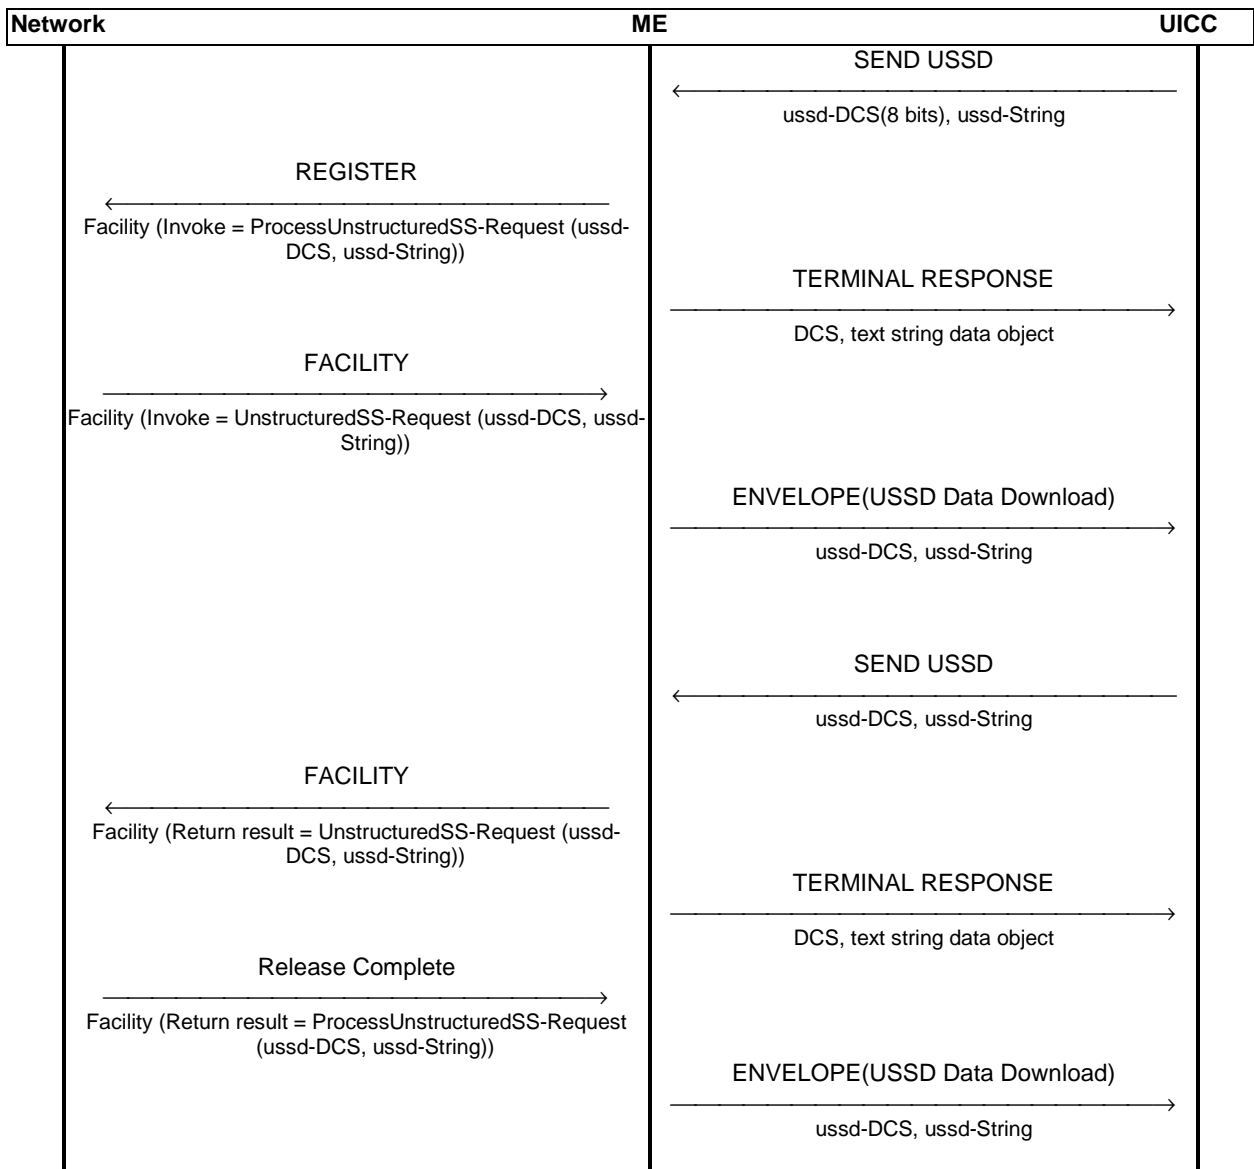 Network ME UICC
SEND USSD
ussd-DCS(8 bits), ussd-String
REGISTER
Facility (Invoke = ProcessUnstructuredSS-Request (ussd-
DCS, ussd-String))
TERMINAL RESPONSE
DCS, text string data object
FACILITY
Facility (Invoke = UnstructuredSS-Request (ussd-DCS, ussd-
String))
ENVELOPE(USSD Data Download)
ussd-DCS, ussd-String
SEND USSD
ussd-DCS, ussd-String
FACILITY
Facility (Return result = UnstructuredSS-Request (ussd-
DCS, ussd-String))
TERMINAL RESPONSE
DCS, text string data object
Release Complete
Facility (Return result = ProcessUnstructuredSS-Request
(ussd-DCS, ussd-String))
ENVELOPE(USSD Data Download)
ussd-DCS, ussd-String